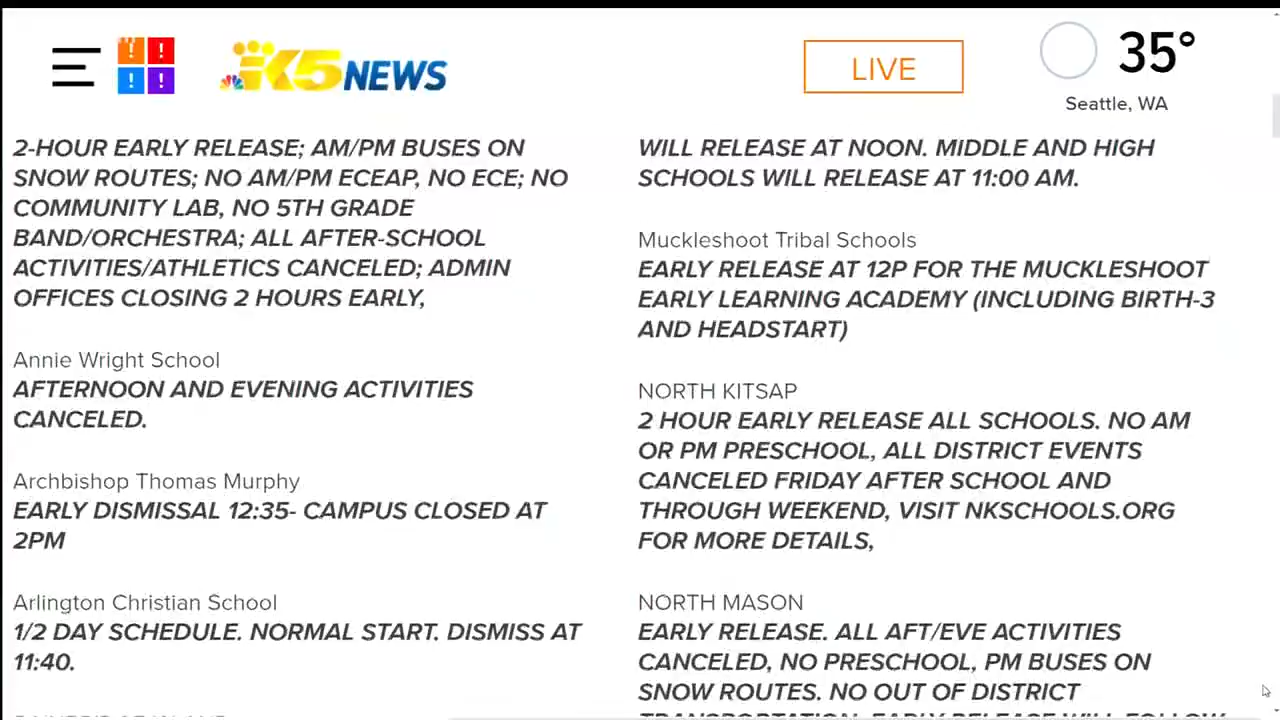 K5 NEWS
LIVE
35°
Seattle, WA
2-HOUR EARLY RELEASE; AM/PM BUSES ON
SNOW ROUTES; NO AM/PM ECEAP, NO ECE; NO
COMMUNITY LAB, NO 5TH GRADE
BAND/ORCHESTRA; ALL AFTER-SCHOOL
ACTIVITIES/ATHLETICS CANCELED; ADMIN
OFFICES CLOSING 2 HOURS EARLY,
Annie Wright School
AFTERNOON AND EVENING ACTIVITIES
CANCELED.
Archbishop Thomas Murphy
EARLY DISMISSAL 12:35- CAMPUS CLOSED AT
2PM
Arlington Christian School
1/2 DAY SCHEDULE. NORMAL START. DISMISS AT
11:40.
WILL RELEASE AT NOON. MIDDLE AND HIGH
SCHOOLS WILL RELEASE AT 11:00 AM.
Muckleshoot Tribal Schools
EARLY RELEASE AT 12P FOR THE MUCKLESHOOT
EARLY LEARNING ACADEMY (INCLUDING BIRTH-3
AND HEADSTART)
NORTH KITSAP
2 HOUR EARLY RELEASE ALL SCHOOLS. NO AM
OR PM PRESCHOOL, ALL DISTRICT EVENTS
CANCELED FRIDAY AFTER SCHOOL AND
THROUGH WEEKEND, VISIT NKSCHOOLS.ORG
FOR MORE DETAILS,
NORTH MASON
EARLY RELEASE. ALL AFT/EVE ACTIVITIES
CANCELED, NO PRESCHOOL, PM BUSES ON
SNOW ROUTES. NO OUT OF DISTRICT
TRANSPORTATION. EARLY RELEASE WILL FOLLOW